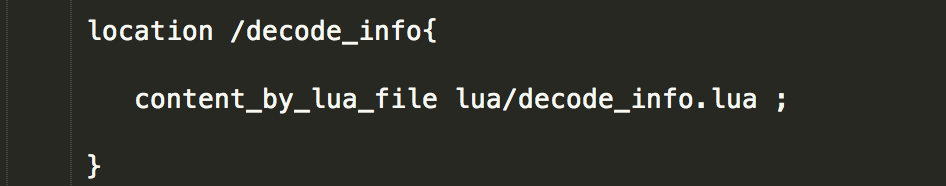 location /decode_info{
content_by_lua_file lua/decode_info.lua ;
}